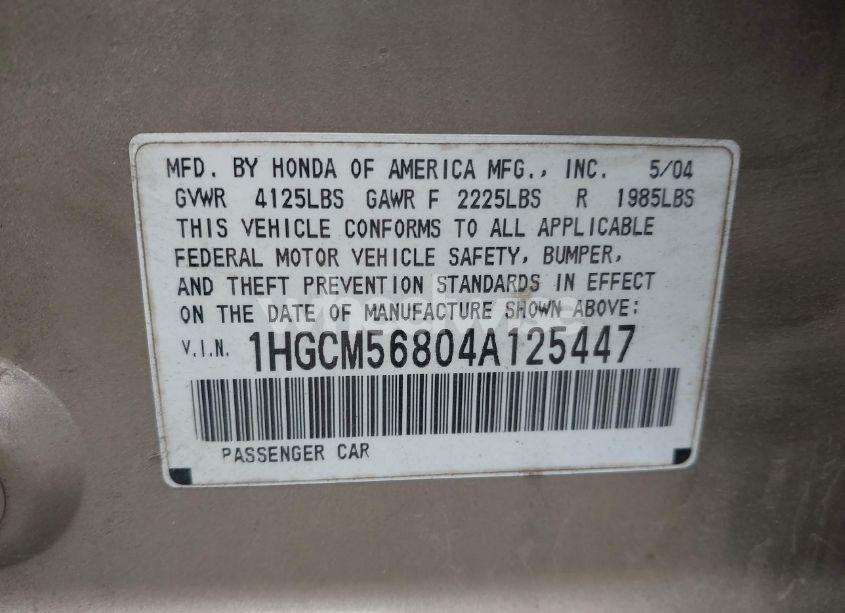 MFD. BY HONDA OF AMERICA MFG., INC. 5/04
GVWR 4125LBS GAWR F 2225LBS R 1985LBS
THIS VEHICLE CONFORMS TO ALL APPLICABLE
FEDERAL MOTOR VEHICLE SAFETY, BUMPER,
AND THEFT PREVENTION STANDARDS IN EFFECT
ON THE DATE OF MANUFACTURE SHOWN ABOVE:
V.I.N. 1HGCM56804A125447
PASSENGER CAR